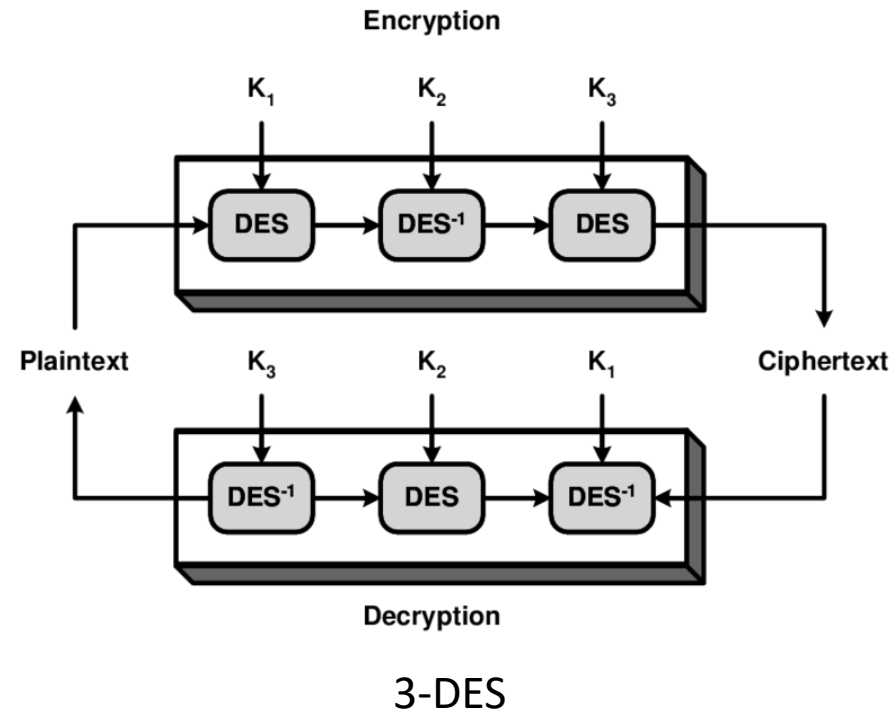 Encryption
K1 K2 K3
DES DES-1 DES
Plaintext K3 K2 K1 Ciphertext
DES-1 DES DES-1
Decryption
3-DES